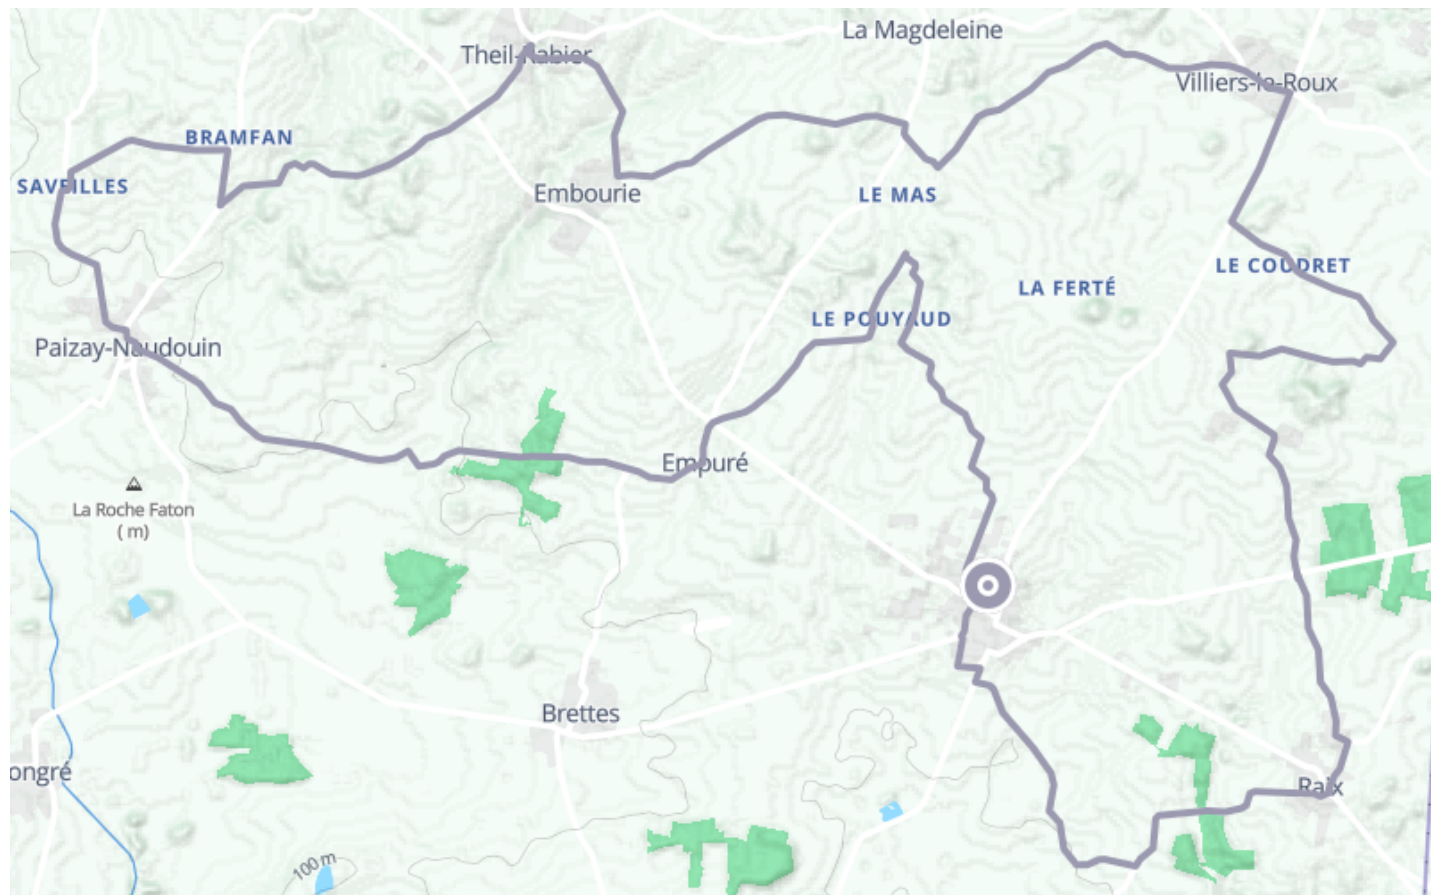 La Magdeleine
Theil-Rabier
Villiers-le-Roux
BRAMFAN
SAVEILLES
Embourie
LE MAS
LE COUDRET
LA FERTÉ
LE POUYAUD
Paizay-Naudouin
Empuré
La Roche Faton
( m)
Brettes
ongré
Raix
100 m